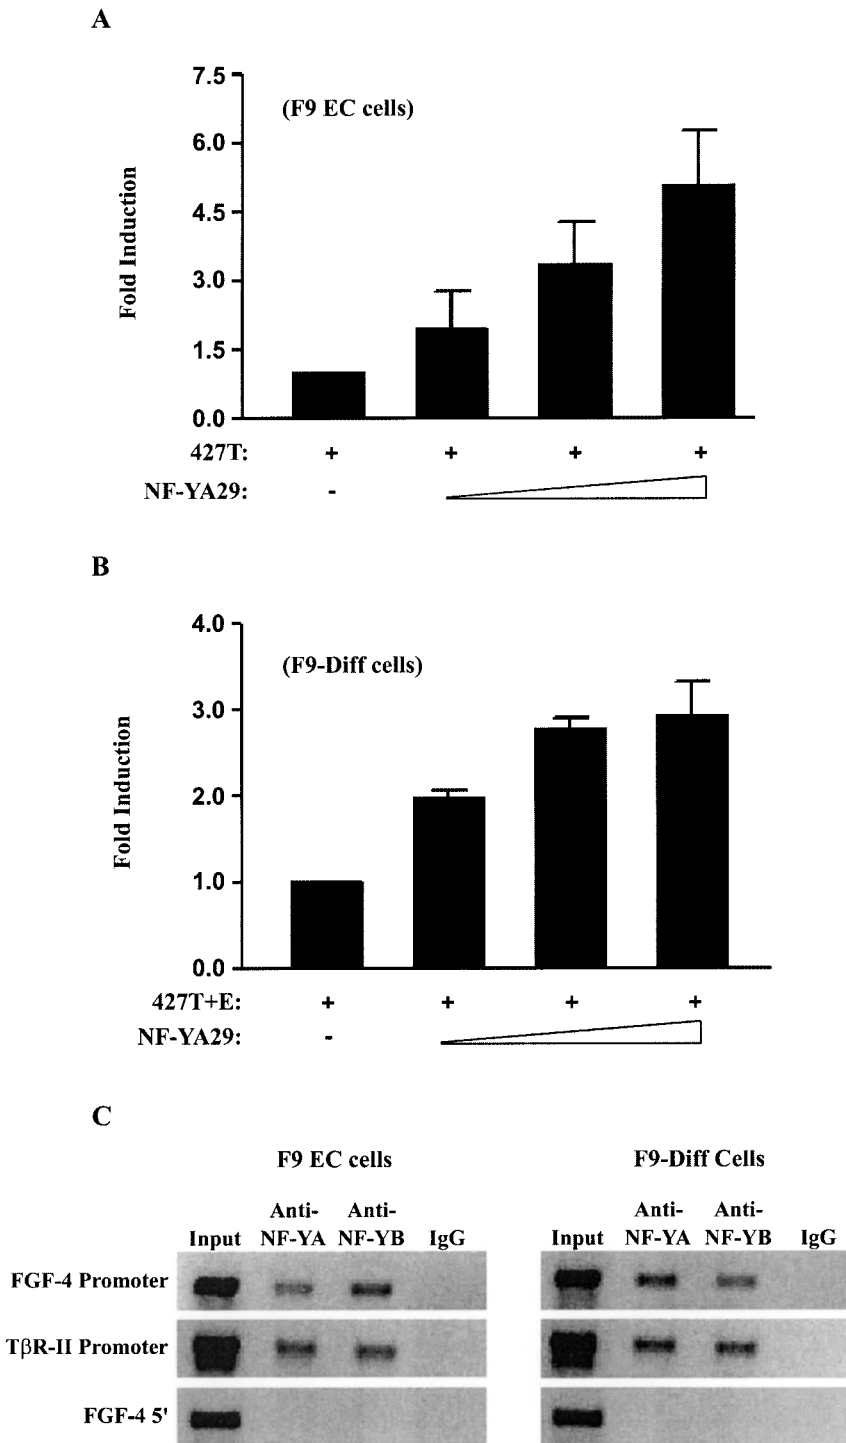 A
7.5
6.0
4.5
3.0
1.5
0.0
Fold Induction
(F9 EC cells)
427T: + + + +
NF-YA29: -
B
4.0
3.0
2.0
1.0
0.0
Fold Induction
(F9-Diff cells)
427T+E: + + + +
NF-YA29: -
C
F9 EC cells
F9-Diff Cells
Input Anti-NF-YA Anti-NF-YB IgG
Input Anti-NF-YA Anti-NF-YB IgG
FGF-4 Promoter
TβR-II Promoter
FGF-4 5'